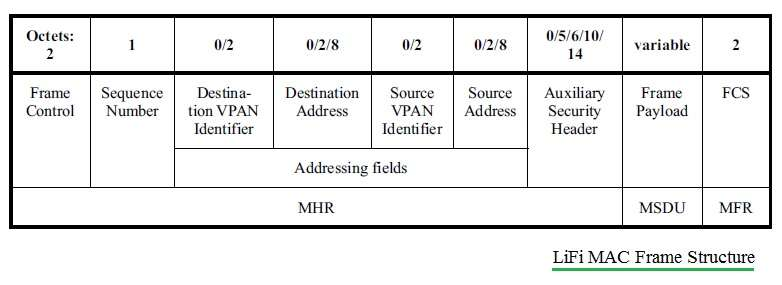 Octets:
2
1
0/2
0/2/8
0/2
0/2/8
0/5/6/10/
14
variable
2
Frame
Control
Sequence
Number
Destina-
tion VPAN
Identifier
Destination
Address
Source
VPAN
Identifier
Source
Address
Auxiliary
Security
Header
Frame
Payload
FCS
Addressing fields
MHR
MSDU
MFR
LiFi MAC Frame Structure